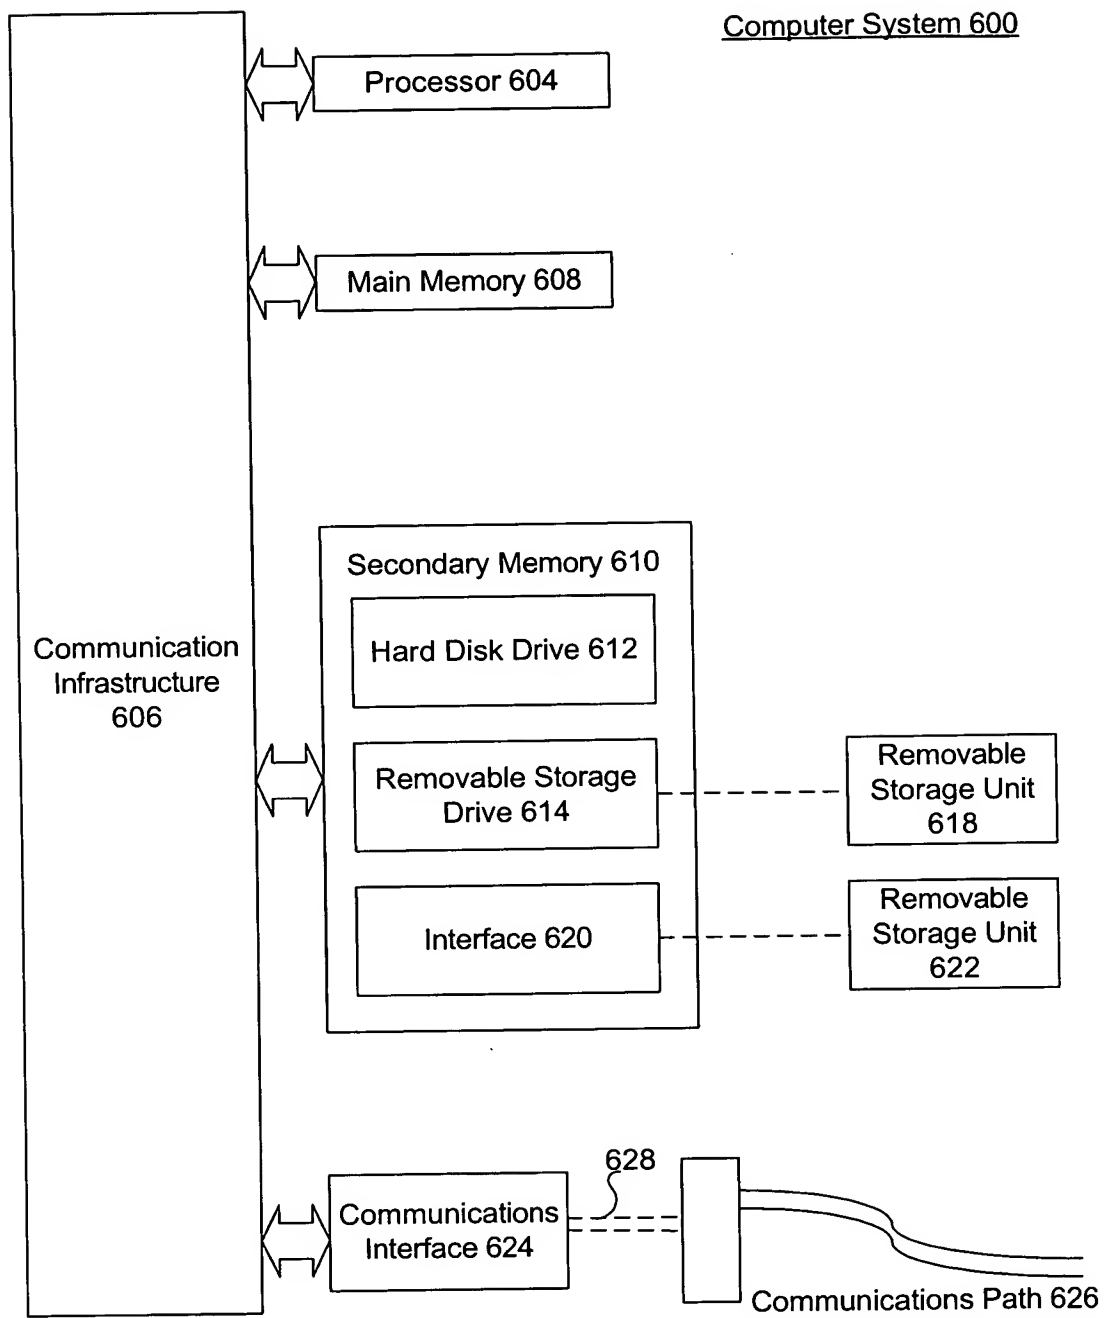 Computer System 600
Processor 604
Main Memory 608
Secondary Memory 610
Hard Disk Drive 612
Communication
Infrastructure
606
Removable Storage
Drive 614
Removable
Storage Unit
618
Interface 620
Removable
Storage Unit
622
628
Communications
Interface 624
Communications Path 626